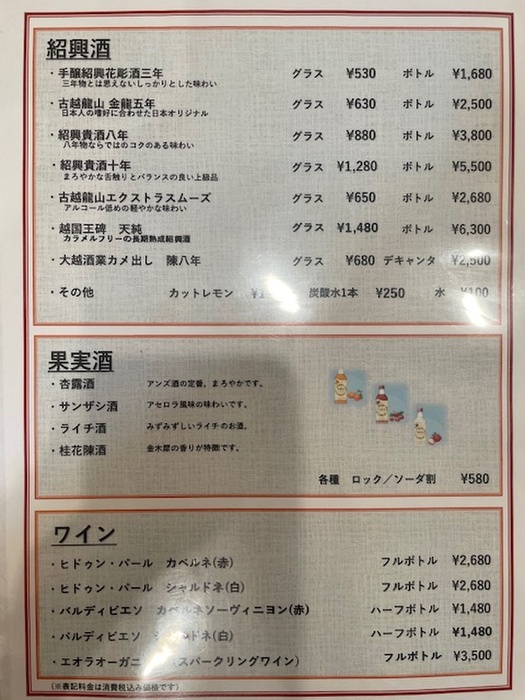 紹興酒
・手醸紹興花彫酒三年 グラス ¥530 ボトル ¥1,680
三年物とは思えないしっかりとした味わい
・古越龍山 金龍五年 グラス ¥630 ボトル ¥2,500
日本人の嗜好に合わせた日本オリジナル
・紹興貴酒八年 グラス ¥880 ボトル ¥3,800
八年物ならではのコクのある味わい
・紹興貴酒十年 グラス ¥1,280 ボトル ¥5,500
まろやかな舌触りとバランスの良い上級品
・古越龍山エクストラスムーズ グラス ¥650 ボトル ¥2,680
アルコール低めの軽やかな味わい
・越国王碑 天純 グラス ¥1,480 ボトル ¥6,300
カラメルフリーの長期熟成紹興酒
・大越酒業カメ出し 陳八年 グラス ¥680 デキャンタ ¥2,500
・その他 カットレモン 炭酸水1本 ¥250 水 ¥100
果実酒
・杏露酒 アンズ酒の定番。まろやかです。
・サンザシ酒 アセロラ風味の味わいです。
・ライチ酒 みずみずしいライチのお酒。
・桂花陳酒 金木犀の香りが特徴です。
各種 ロック／ソーダ割 ¥580
ワイン
・ヒドゥン・パール カベルネ(赤) フルボトル ¥2,680
・ヒドゥン・パール シャルドネ(白) フルボトル ¥2,680
・バルディビエソ カベルネソーヴィニヨン(赤) ハーフボトル ¥1,480
・バルディビエソ シャルドネ(白) ハーフボトル ¥1,480
・エオラオーガニ スパークリングワイン) フルボトル ¥3,500
(※表記料金は消費税込み価格です)